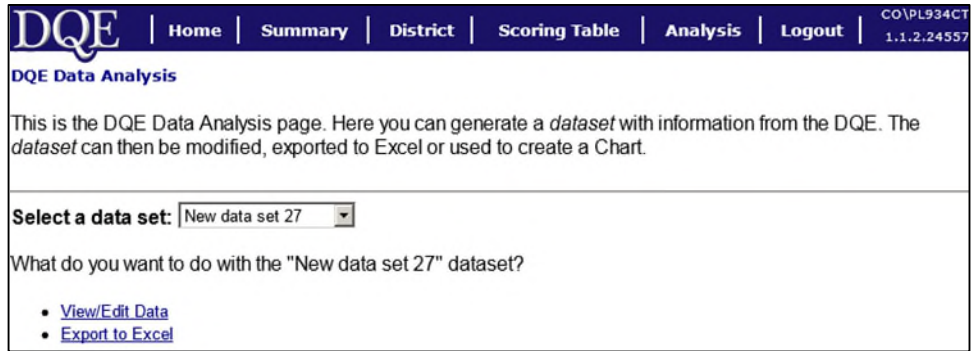 DQE | Home | Summary | District | Scoring Table | Analysis | Logout | CO\PL934CT
1.1.2.24557
DQE Data Analysis
This is the DQE Data Analysis page. Here you can generate a dataset with information from the DQE. The
dataset can then be modified, exported to Excel or used to create a Chart.
Select a data set: New data set 27
What do you want to do with the "New data set 27" dataset?
• View/Edit Data
• Export to Excel